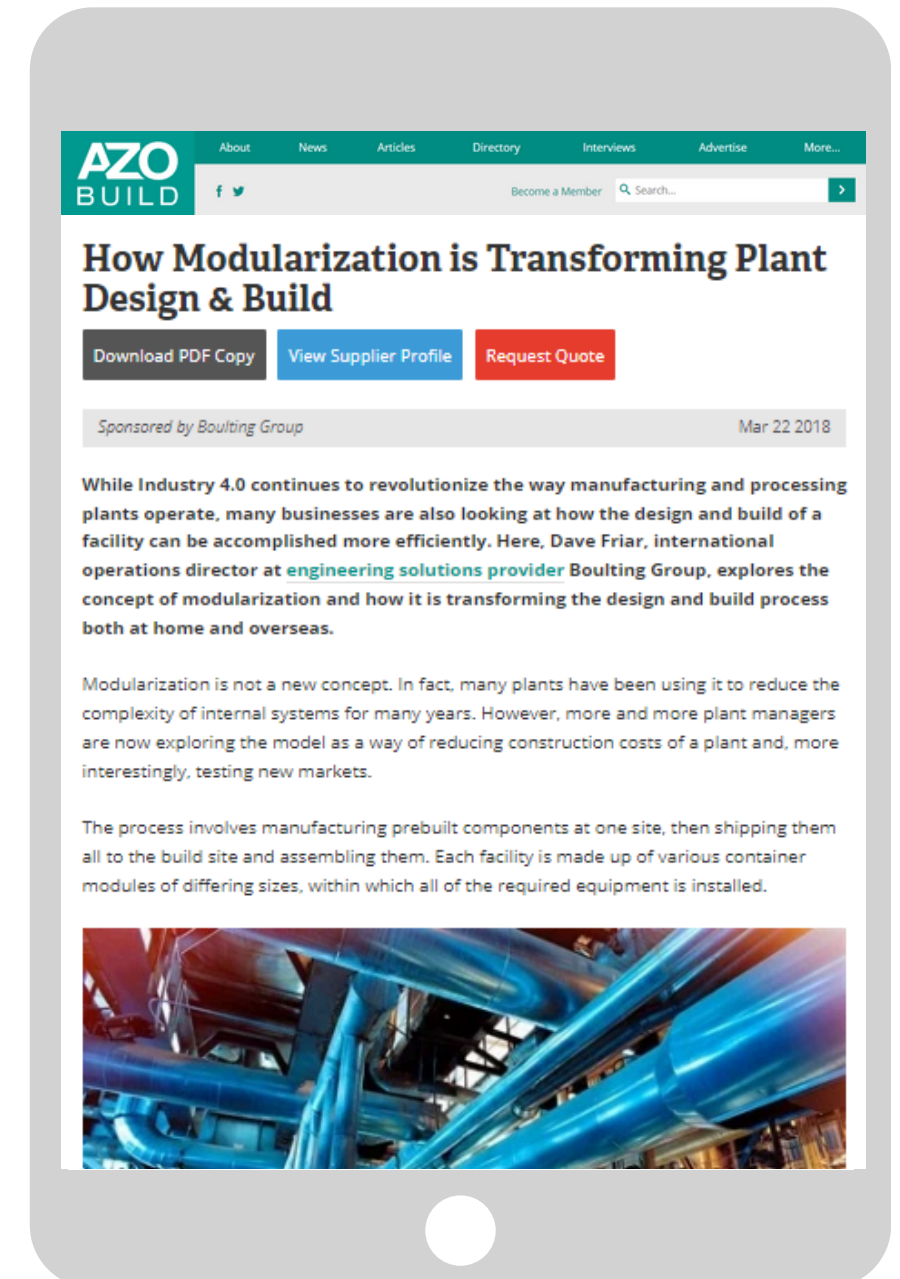 AZO
BUILD
About News Articles Directory Interviews Advertise More...
Become a Member Search...
How Modularization is Transforming Plant
Design & Build
Download PDF Copy View Supplier Profile Request Quote
Sponsored by Boulting Group Mar 22 2018
While Industry 4.0 continues to revolutionize the way manufacturing and processing
plants operate, many businesses are also looking at how the design and build of a
facility can be accomplished more efficiently. Here, Dave Friar, international
operations director at engineering solutions provider Boulting Group, explores the
concept of modularization and how it is transforming the design and build process
both at home and overseas.
Modularization is not a new concept. In fact, many plants have been using it to reduce the
complexity of internal systems for many years. However, more and more plant managers
are now exploring the model as a way of reducing construction costs of a plant and, more
interestingly, testing new markets.
The process involves manufacturing prebuilt components at one site, then shipping them
all to the build site and assembling them. Each facility is made up of various container
modules of differing sizes, within which all of the required equipment is installed.